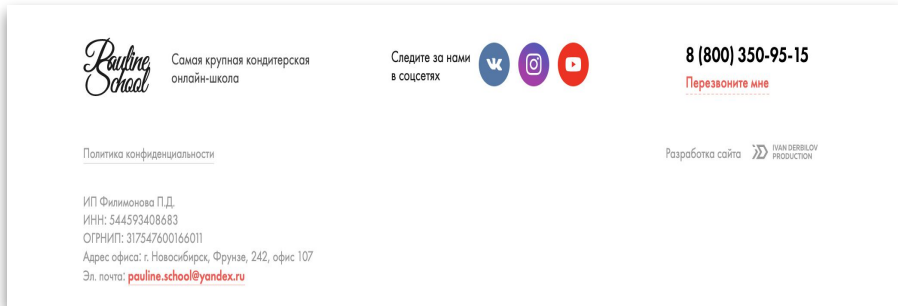 Pauline
School
Самая крупная кондитерская
онлайн-школа
Следите за нами
в соцсетях
8 (800) 350-95-15
Перезвоните мне
Политика конфиденциальности
Разработка сайта
IVAN DERBILOV
PRODUCTION
ИП Филимонова П.Д.
ИНН: 544593408683
ОГРНИП: 317547600166011
Адрес офиса: г. Новосибирск, Фрунзе, 242, офис 107
Эл. почта: pauline.school@yandex.ru